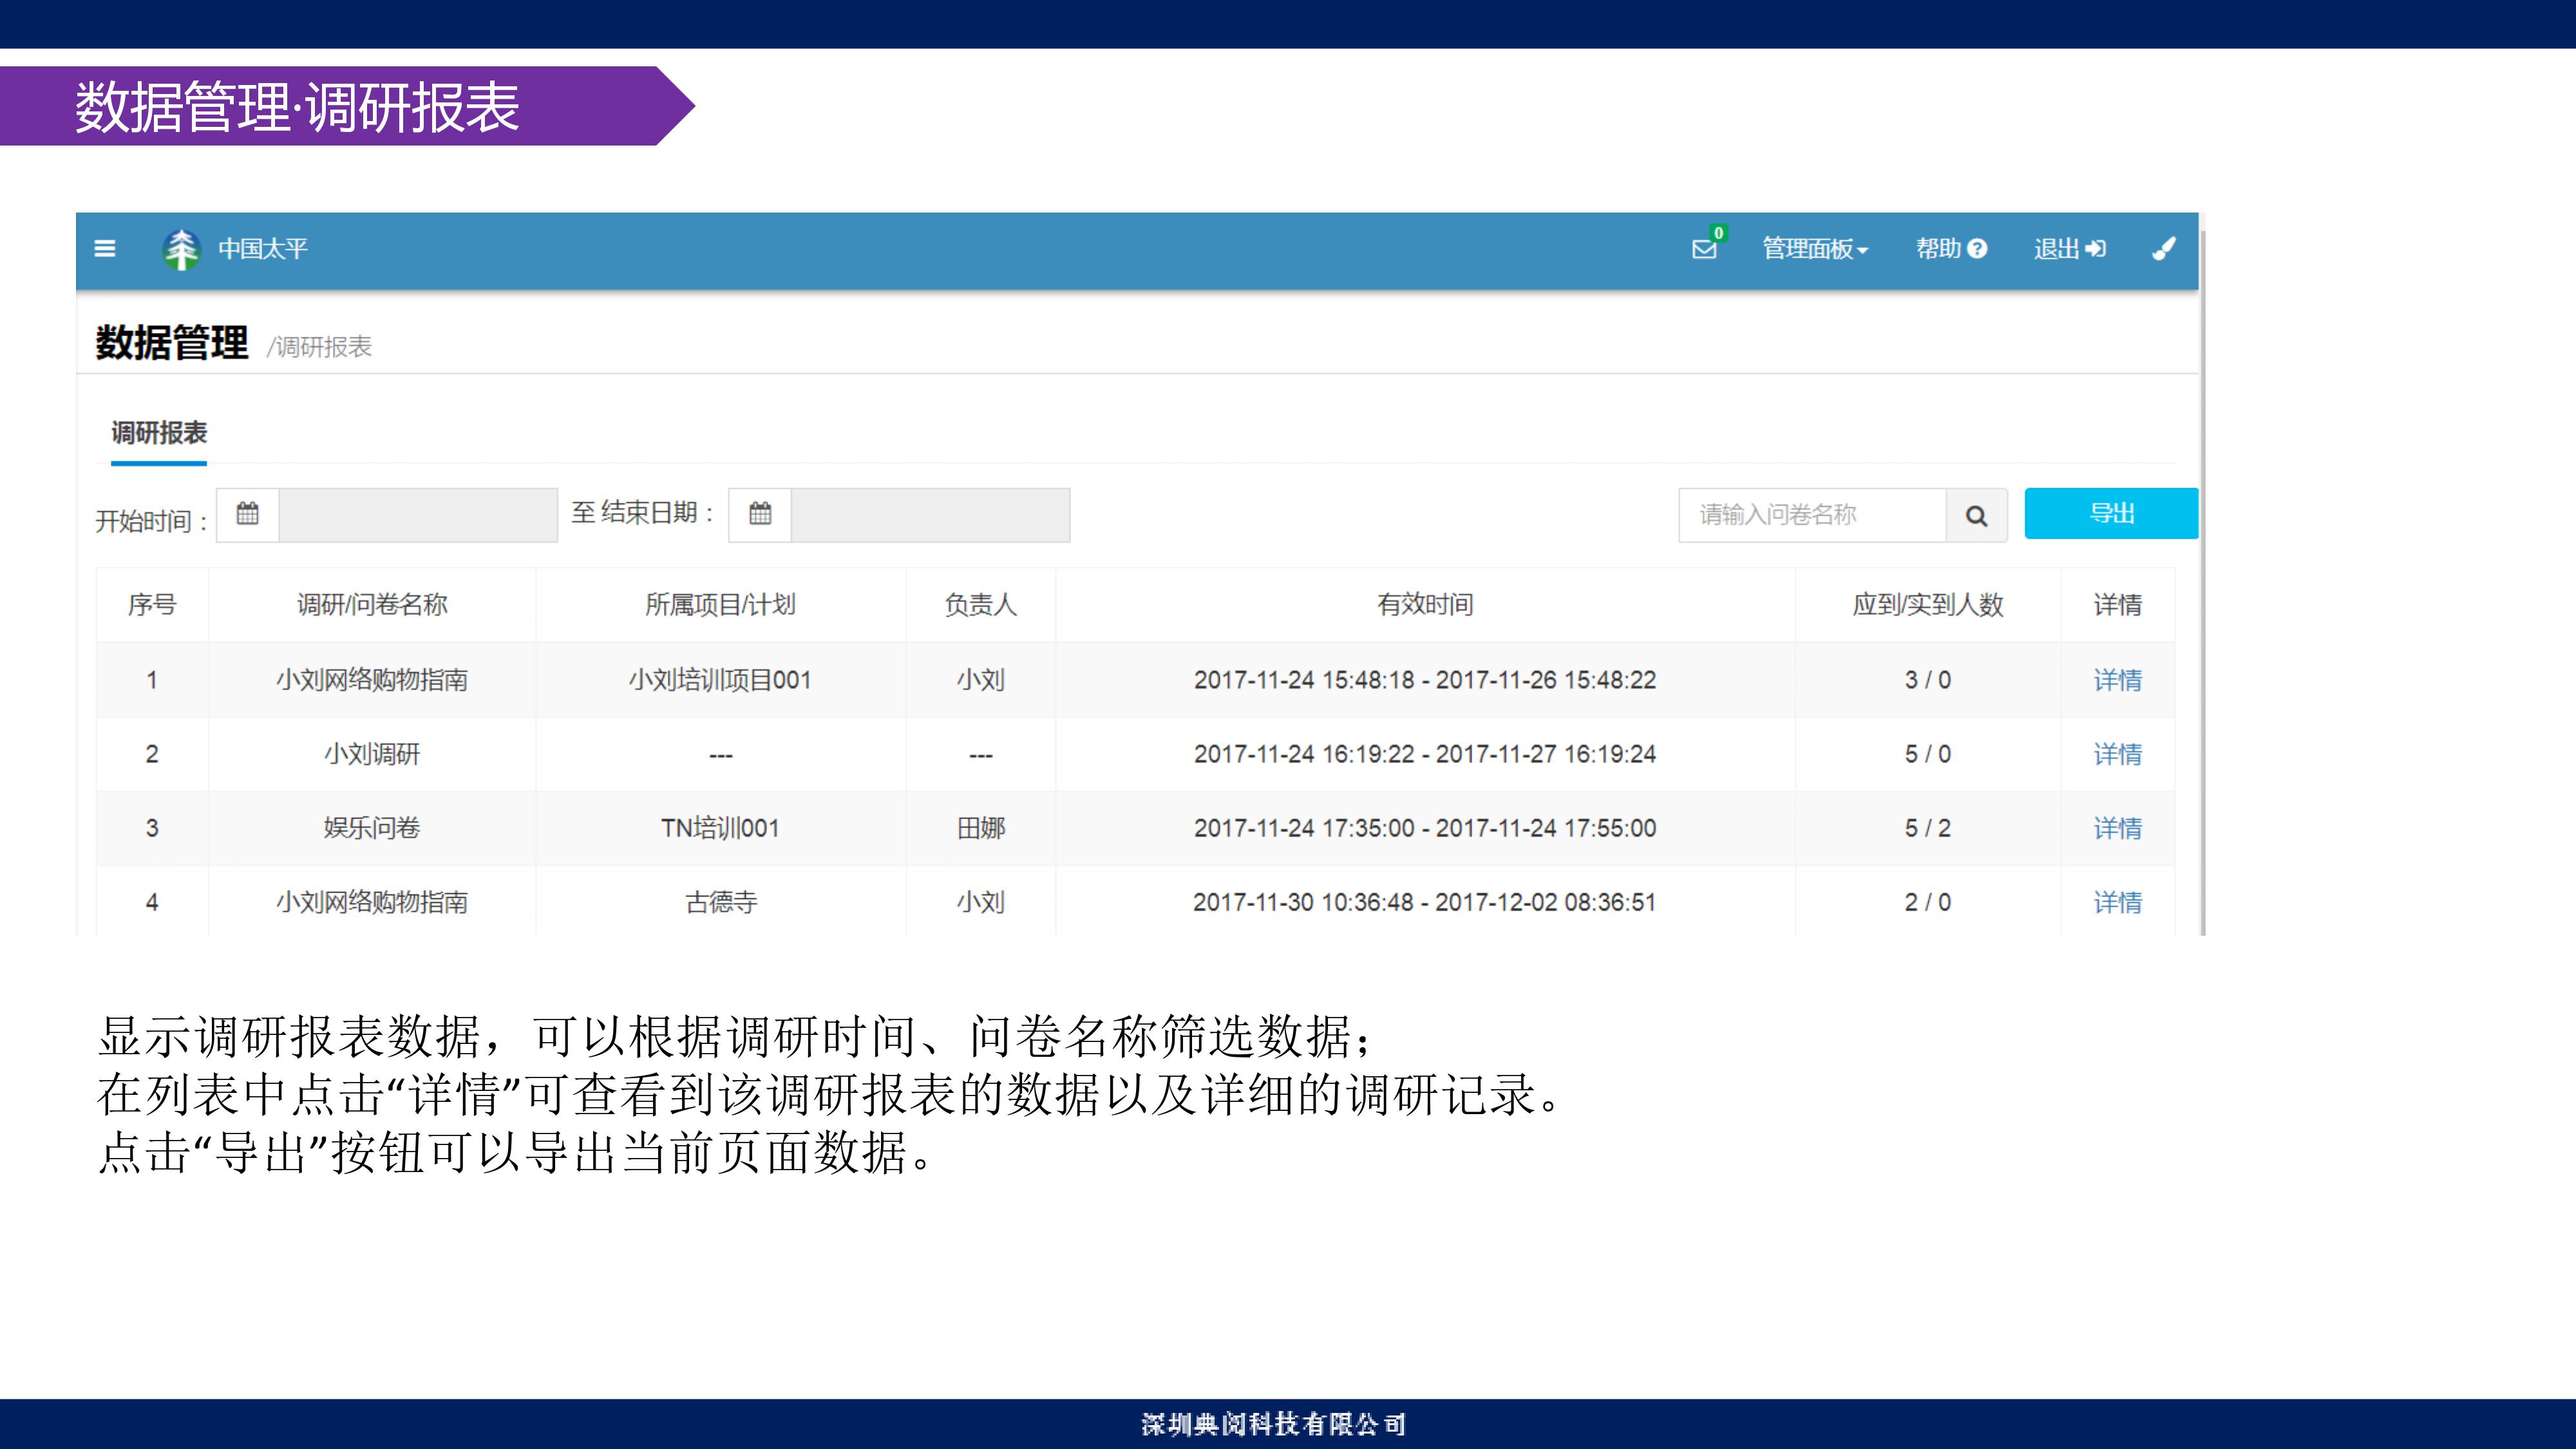 数据管理·调研报表
中国太平
0
管理面板
帮助
退出
数据管理 /调研报表
调研报表
开始时间： 至 结束日期： 请输入问卷名称 导出
序号 调研/问卷名称 所属项目/计划 负责人 有效时间 应到/实到人数 详情
1 小刘网络购物指南 小刘培训项目001 小刘 2017-11-24 15:48:18 - 2017-11-26 15:48:22 3 / 0 详情
2 小刘调研 --- --- 2017-11-24 16:19:22 - 2017-11-27 16:19:24 5 / 0 详情
3 娱乐问卷 TN培训001 田娜 2017-11-24 17:35:00 - 2017-11-24 17:55:00 5 / 2 详情
4 小刘网络购物指南 古德寺 小刘 2017-11-30 10:36:48 - 2017-12-02 08:36:51 2 / 0 详情
显示调研报表数据，可以根据调研时间、问卷名称筛选数据；
在列表中点击“详情”可查看到该调研报表的数据以及详细的调研记录。
点击“导出”按钮可以导出当前页面数据。
深圳典阅科技有限公司